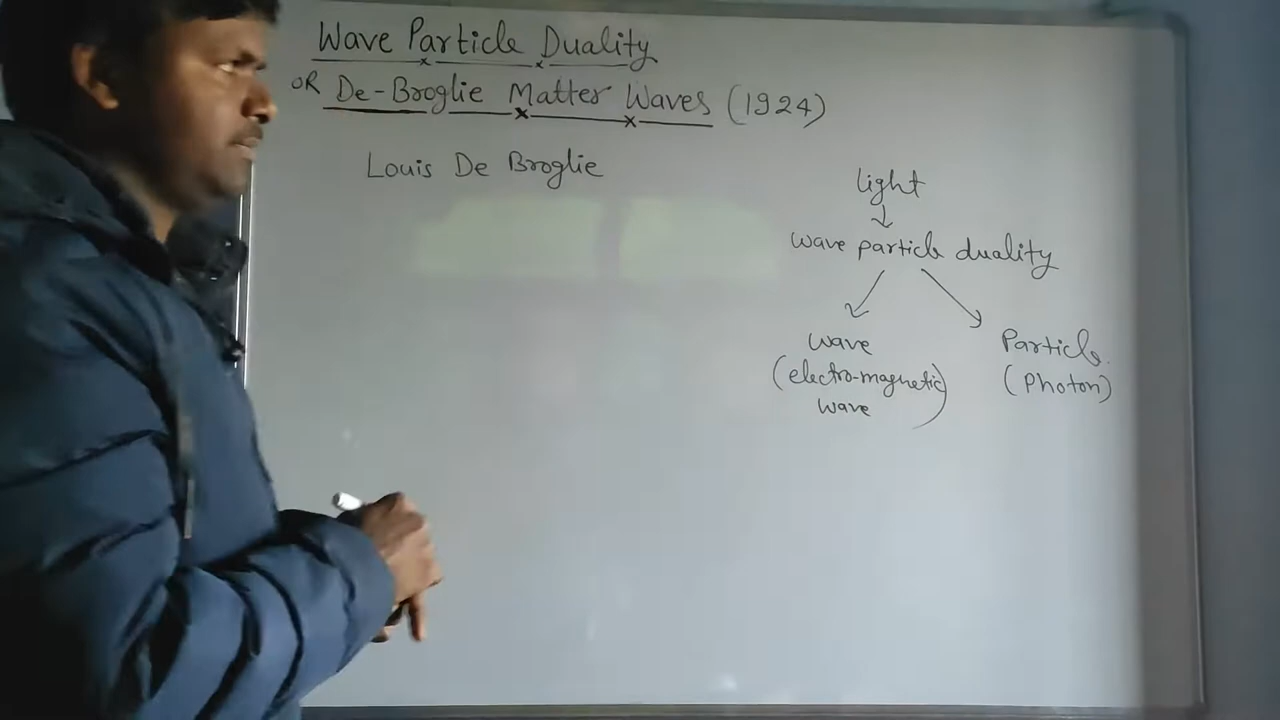 Wave Particle Duality
OR De-Broglie Matter Waves (1924)
Louis De Broglie
light
wave particle duality
wave
(electro-magnetic
wave)
Particle
(Photon)